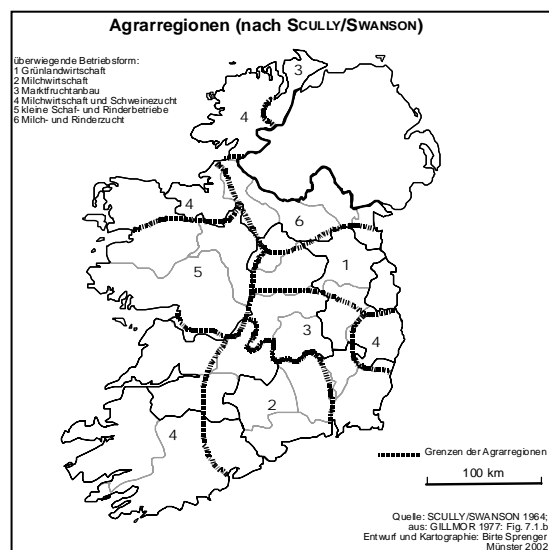 Agrarregionen (nach SCULLY/SWANSON)
überwiegende Betriebsform:
1 Grünlandwirtschaft
2 Milchwirtschaft
3 Marktfruchtanbau
4 Milchwirtschaft und Schweinezucht
5 kleine Schaf- und Rinderbetriebe
6 Milch- und Rinderzucht
3
4
4
6
5
1
3
4
2
4
Grenzen der Agrarregionen
100 km
Quelle: SCULLY/SWANSON 1964;
aus: GILLMOR 1977: Fig. 7.1.b
Entwurf und Kartographie: Birte Sprenger
Münster 2002